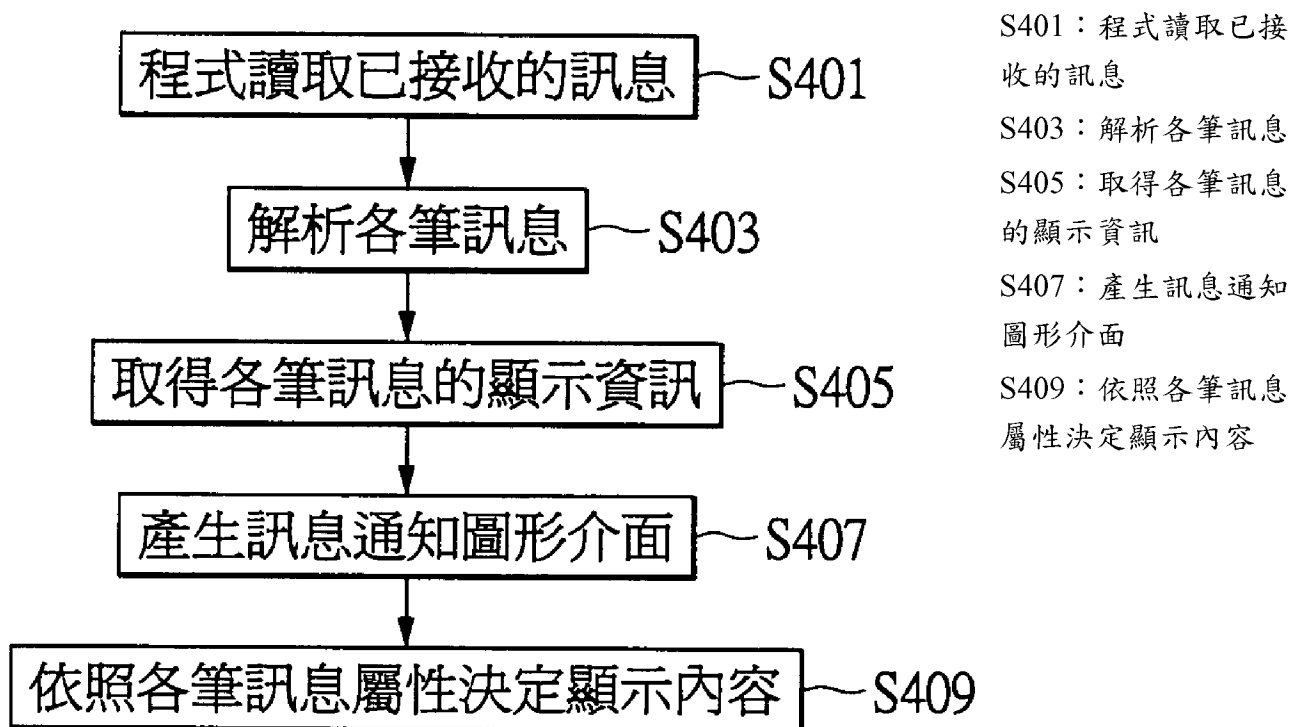 程式讀取已接收的訊息 S401
解析各筆訊息 S403
取得各筆訊息的顯示資訊 S405
產生訊息通知圖形介面 S407
依照各筆訊息屬性決定顯示內容 S409
S401：程式讀取已接
收的訊息
S403：解析各筆訊息
S405：取得各筆訊息
的顯示資訊
S407：產生訊息通知
圖形介面
S409：依照各筆訊息
屬性決定顯示內容